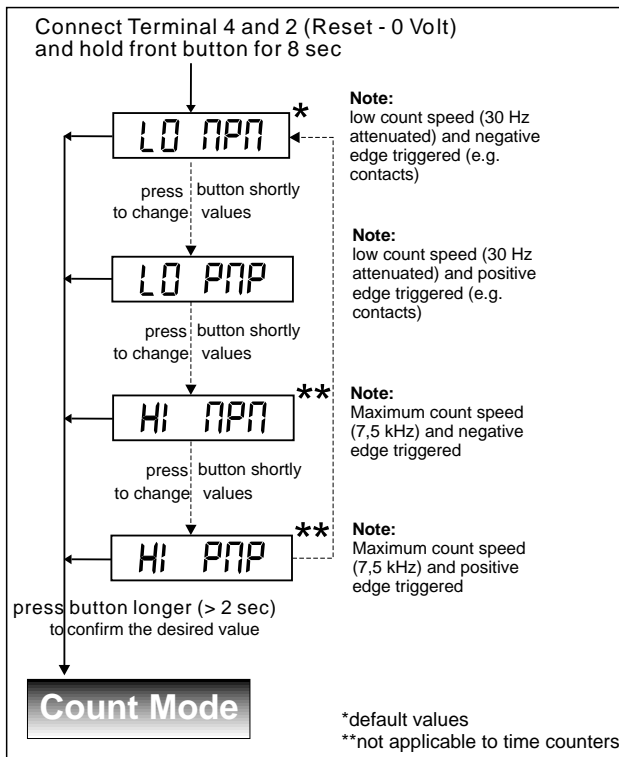 Connect Terminal 4 and 2 (Reset - 0 Volt)
and hold front button for 8 sec
LO NPN *
Note:
low count speed (30 Hz
attenuated) and negative
edge triggered (e.g.
contacts)
press button shortly
to change values
LO PNP
Note:
low count speed (30 Hz
attenuated) and positive
edge triggered (e.g.
contacts)
press button shortly
to change values
HI NPN **
Note:
Maximum count speed
(7,5 kHz) and negative
edge triggered
press button shortly
to change values
HI PNP **
Note:
Maximum count speed
(7,5 kHz) and positive
edge triggered
press button longer (> 2 sec)
to confirm the desired value
Count Mode
*default values
**not applicable to time counters